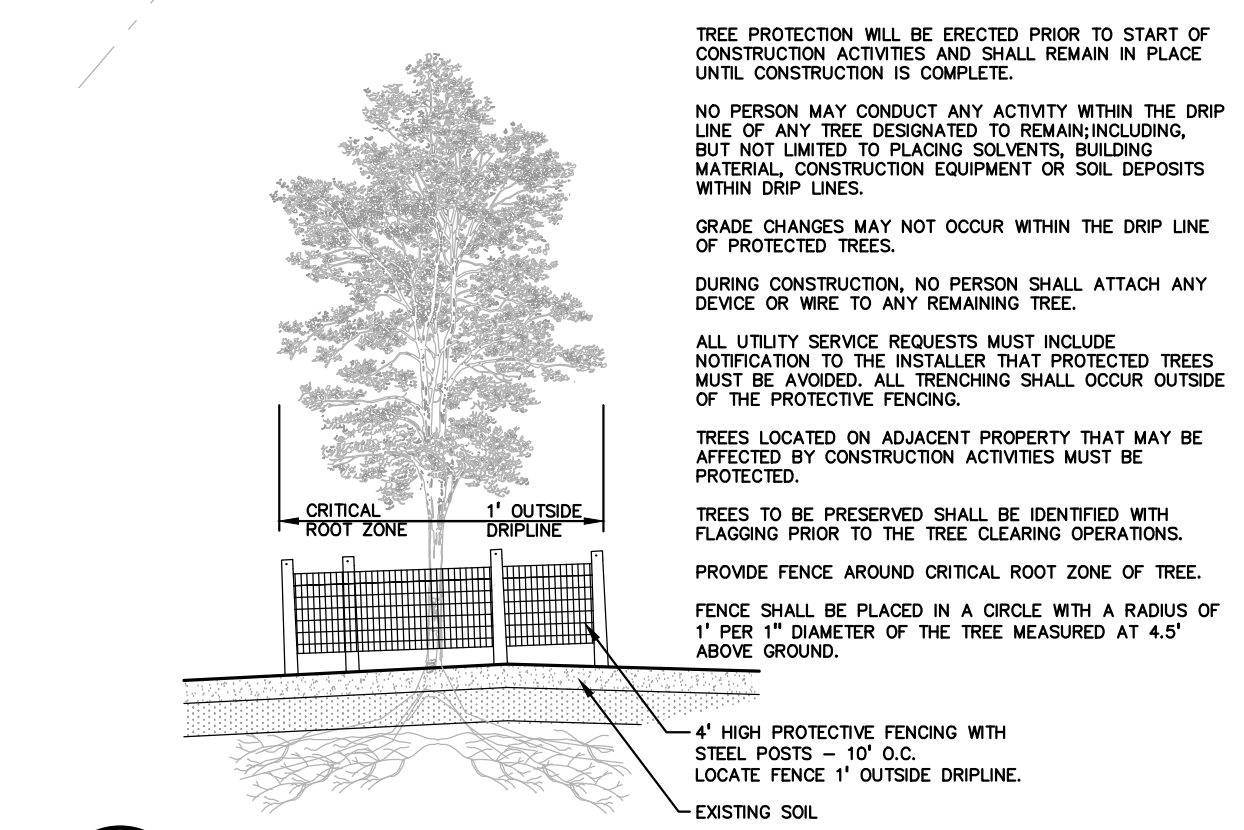 TREE PROTECTION WILL BE ERECTED PRIOR TO START OF
CONSTRUCTION ACTIVITIES AND SHALL REMAIN IN PLACE
UNTIL CONSTRUCTION IS COMPLETE.
NO PERSON MAY CONDUCT ANY ACTIVITY WITHIN THE DRIP
LINE OF ANY TREE DESIGNATED TO REMAIN; INCLUDING,
BUT NOT LIMITED TO PLACING SOLVENTS, BUILDING
MATERIAL, CONSTRUCTION EQUIPMENT OR SOIL DEPOSITS
WITHIN DRIP LINES.
GRADE CHANGES MAY NOT OCCUR WITHIN THE DRIP LINE
OF PROTECTED TREES.
DURING CONSTRUCTION, NO PERSON SHALL ATTACH ANY
DEVICE OR WIRE TO ANY REMAINING TREE.
ALL UTILITY SERVICE REQUESTS MUST INCLUDE
NOTIFICATION TO THE INSTALLER THAT PROTECTED TREES
MUST BE AVOIDED. ALL TRENCHING SHALL OCCUR OUTSIDE
OF THE PROTECTIVE FENCING.
TREES LOCATED ON ADJACENT PROPERTY THAT MAY BE
AFFECTED BY CONSTRUCTION ACTIVITIES MUST BE
PROTECTED.
TREES TO BE PRESERVED SHALL BE IDENTIFIED WITH
FLAGGING PRIOR TO THE TREE CLEARING OPERATIONS.
PROVIDE FENCE AROUND CRITICAL ROOT ZONE OF TREE.
FENCE SHALL BE PLACED IN A CIRCLE WITH A RADIUS OF
1' PER 1" DIAMETER OF THE TREE MEASURED AT 4.5'
ABOVE GROUND.
CRITICAL
ROOT ZONE
1' OUTSIDE
DRIPLINE
4' HIGH PROTECTIVE FENCING WITH
STEEL POSTS – 10' O.C.
LOCATE FENCE 1' OUTSIDE DRIPLINE.
EXISTING SOIL